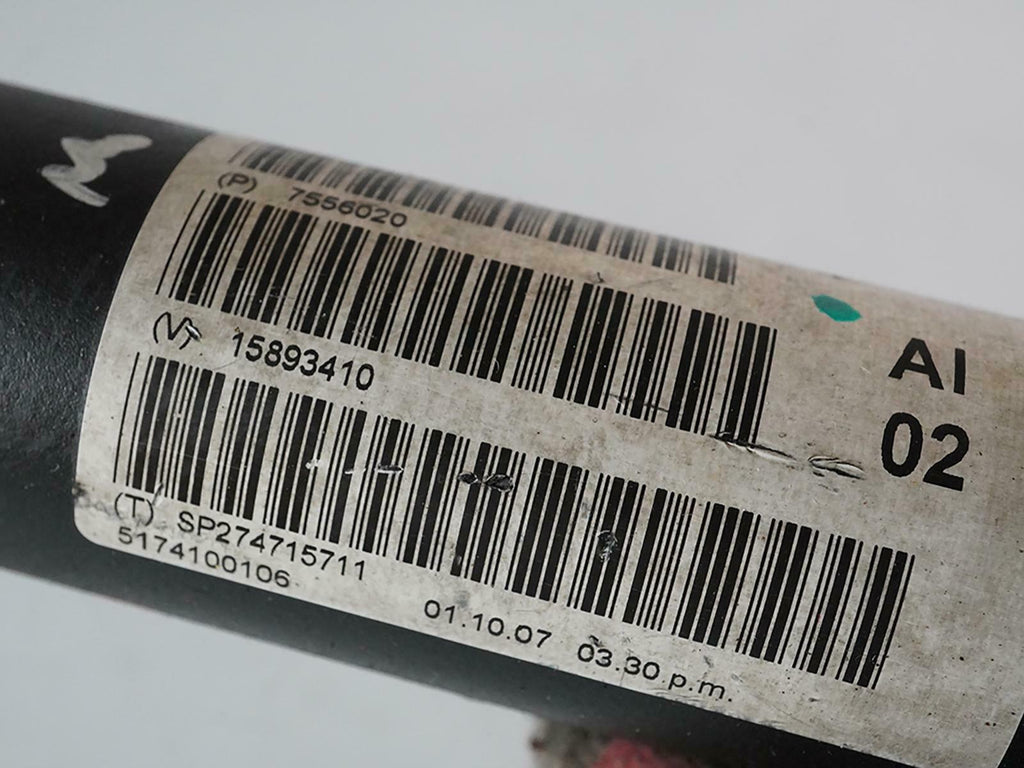 (P) 7556020
(V) 15893410
AI
02
(T) SP274715711
5174100106
01.10.07 03.30 p.m.